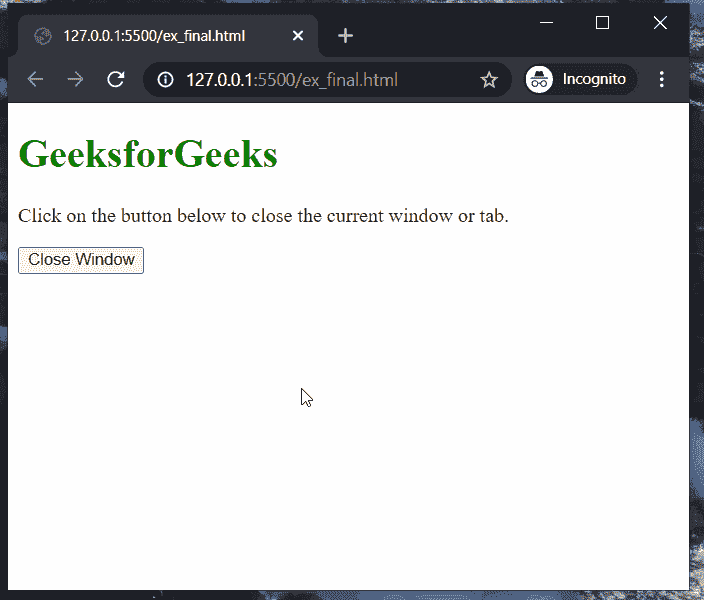 127.0.0.1:5500/ex_final.html
127.0.0.1:5500/ex_final.html
Incognito
GeeksforGeeks
Click on the button below to close the current window or tab.
Close Window